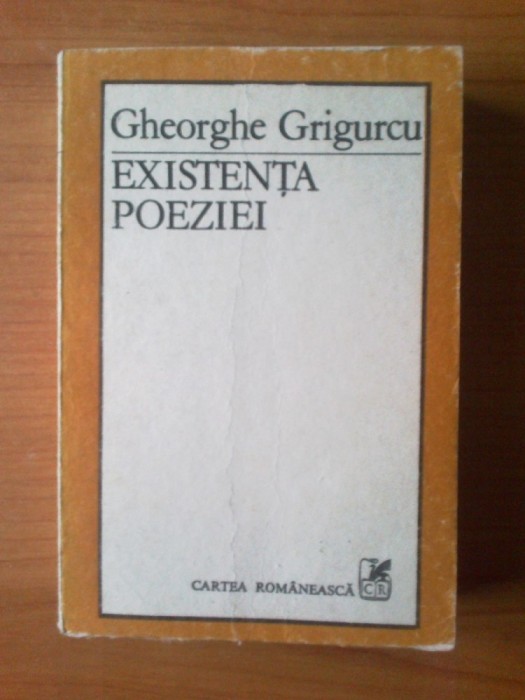 Gheorghe Grigurcu
EXISTENȚA
POEZIEI
CARTEA ROMÂNEASCĂ
CR